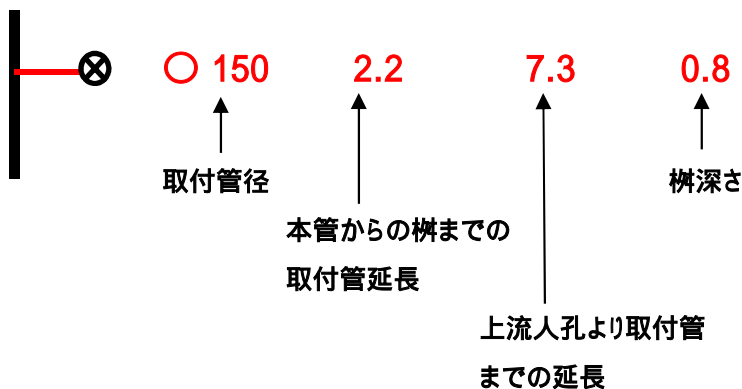 ○ 150 2.2 7.3 0.8
取付管径
桝深さ
本管からの桝までの
取付管延長
上流人孔より取付管
までの延長